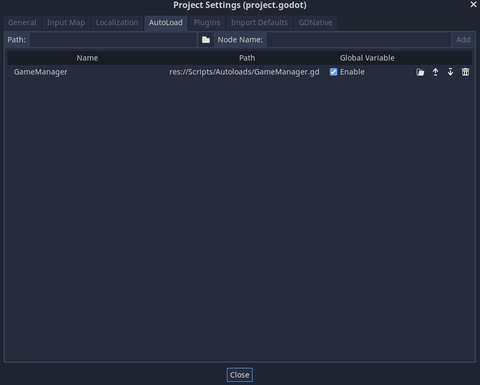 Project Settings (project.godot)
General Input Map Localization AutoLoad Plugins Import Defaults GDNative
Path: Node Name: Add
Name Path Global Variable
GameManager res://Scripts/Autoloads/GameManager.gd Enable
Close